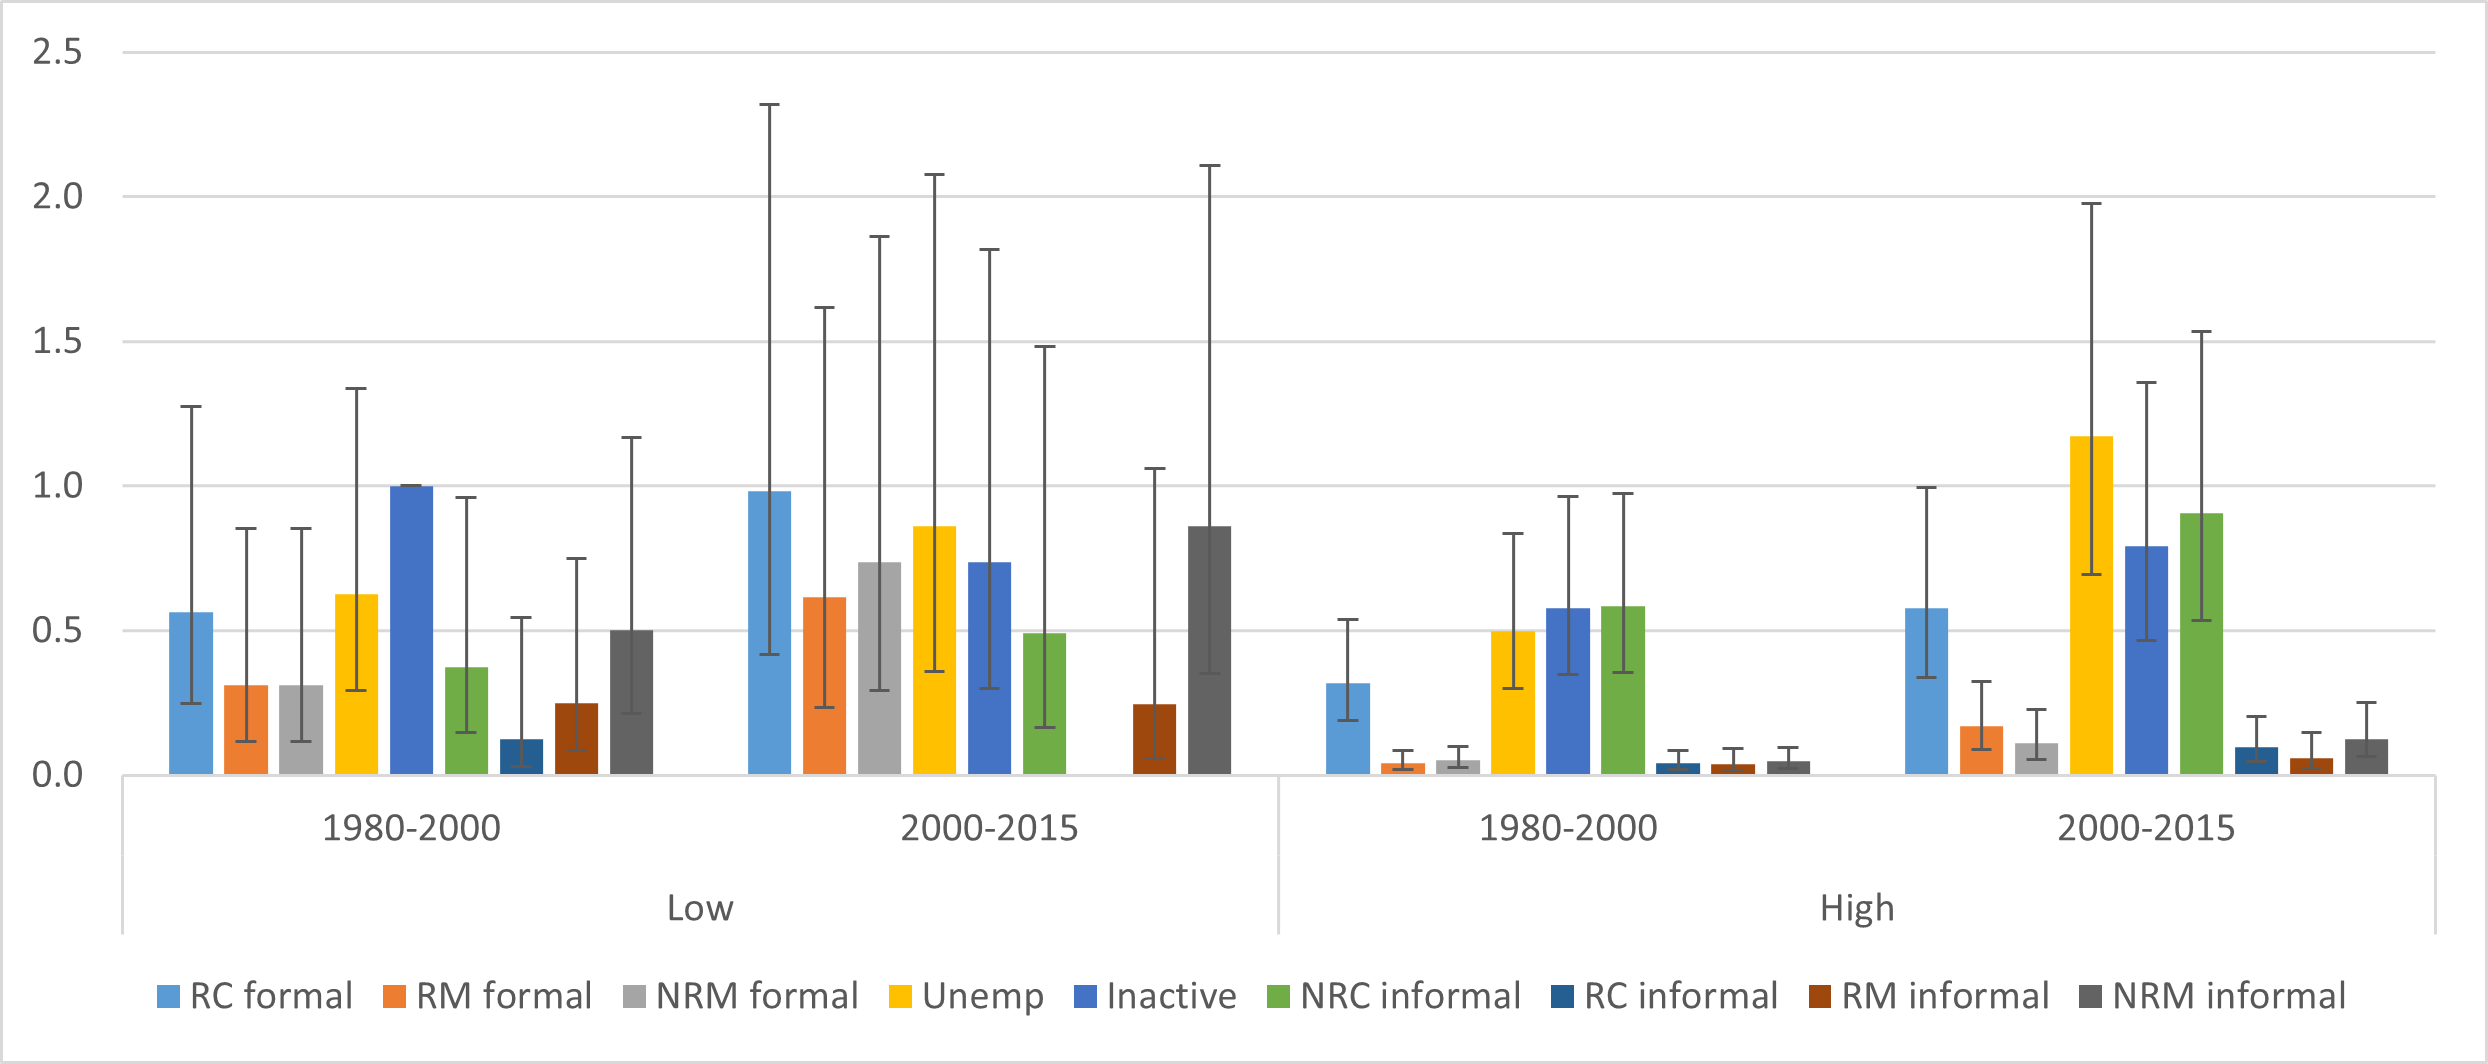 2.5
2.0
1.5
1.0
0.5
0.0
1980-2000 2000-2015 1980-2000 2000-2015
Low High
RC formal RM formal NRM formal Unemp Inactive NRC informal RC informal RM informal NRM informal